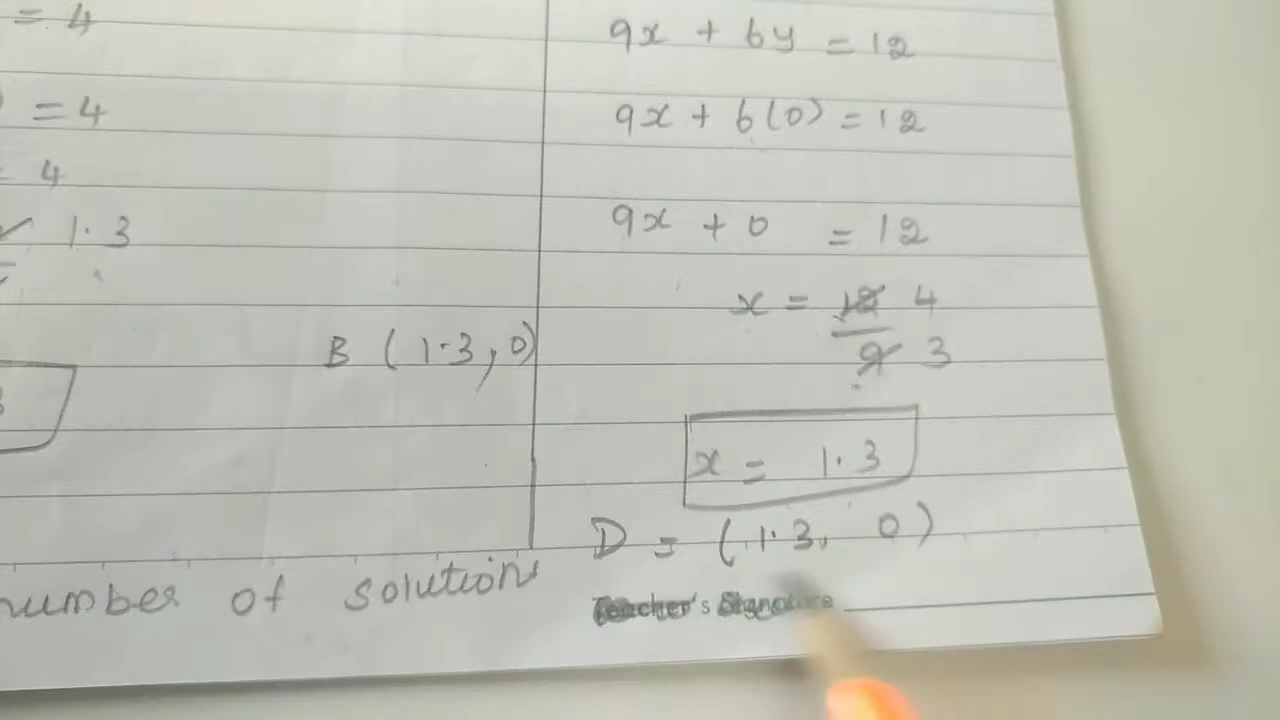 = 4
) = 4
= 4
1.3
B (1.3, 0)
number of solutions
9x + 6y = 12
9x + 6(0) = 12
9x + 0 = 12
x = 12 4
9 3
x = 1.3
D = (1.3, 0)
Teacher's Signature